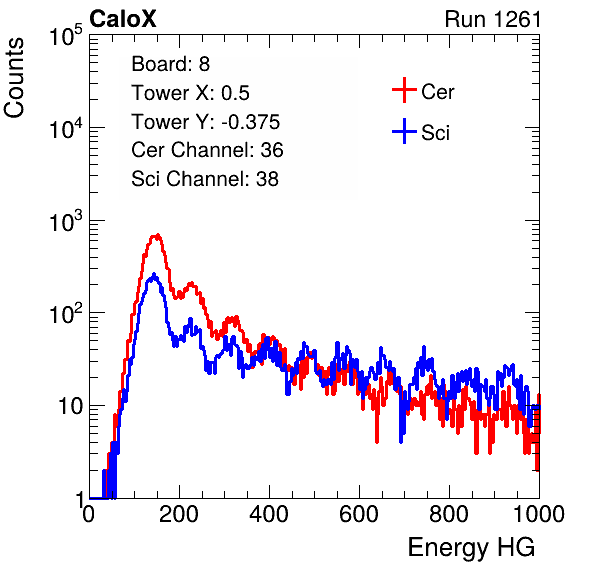 CaloX Run 1261
Counts
Board: 8
Tower X: 0.5
Tower Y: -0.375
Cer Channel: 36
Sci Channel: 38
Cer
Sci
10^5
10^4
10^3
10^2
10
1
0 200 400 600 800 1000
Energy HG